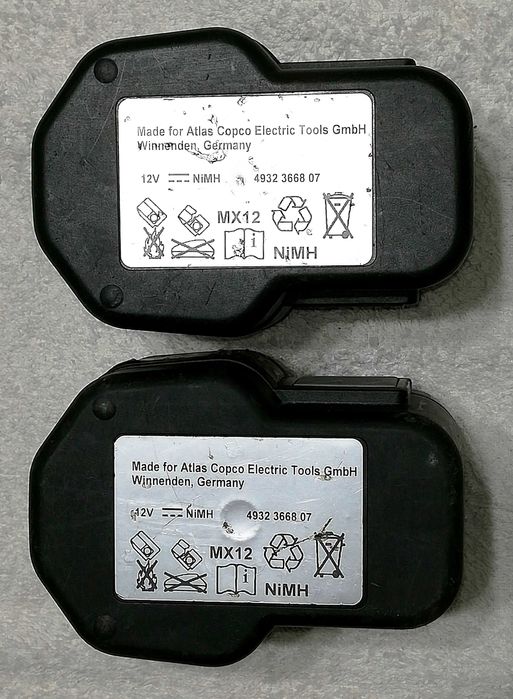 Made for Atlas Copco Electric Tools GmbH
Winnenden, Germany
12V NiMH 4932 3668 07
MX12
i
NiMH
Made for Atlas Copco Electric Tools GmbH
Winnenden, Germany
12V NiMH 4932 3668 07
MX12
i
NiMH